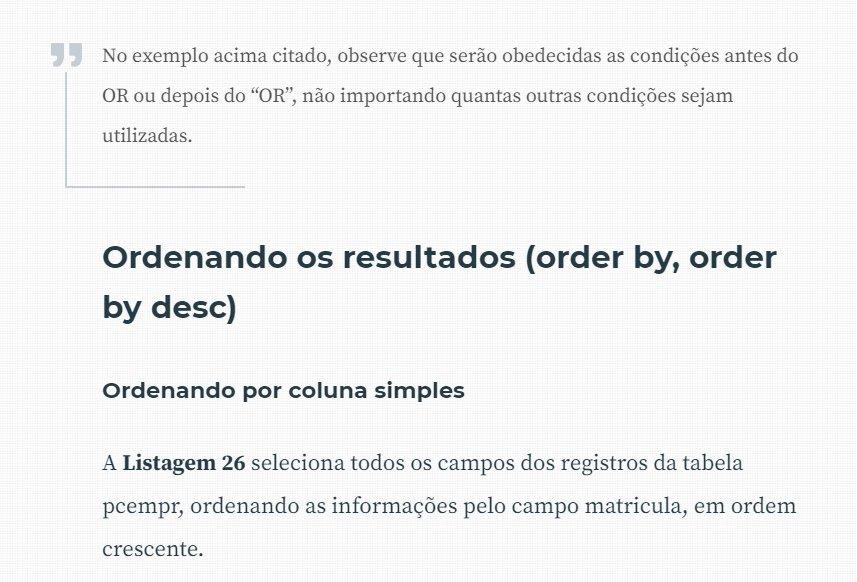 No exemplo acima citado, observe que serão obedecidas as condições antes do
OR ou depois do “OR”, não importando quantas outras condições sejam
utilizadas.
Ordenando os resultados (order by, order
by desc)
Ordenando por coluna simples
A Listagem 26 seleciona todos os campos dos registros da tabela
pcempr, ordenando as informações pelo campo matricula, em ordem
crescente.